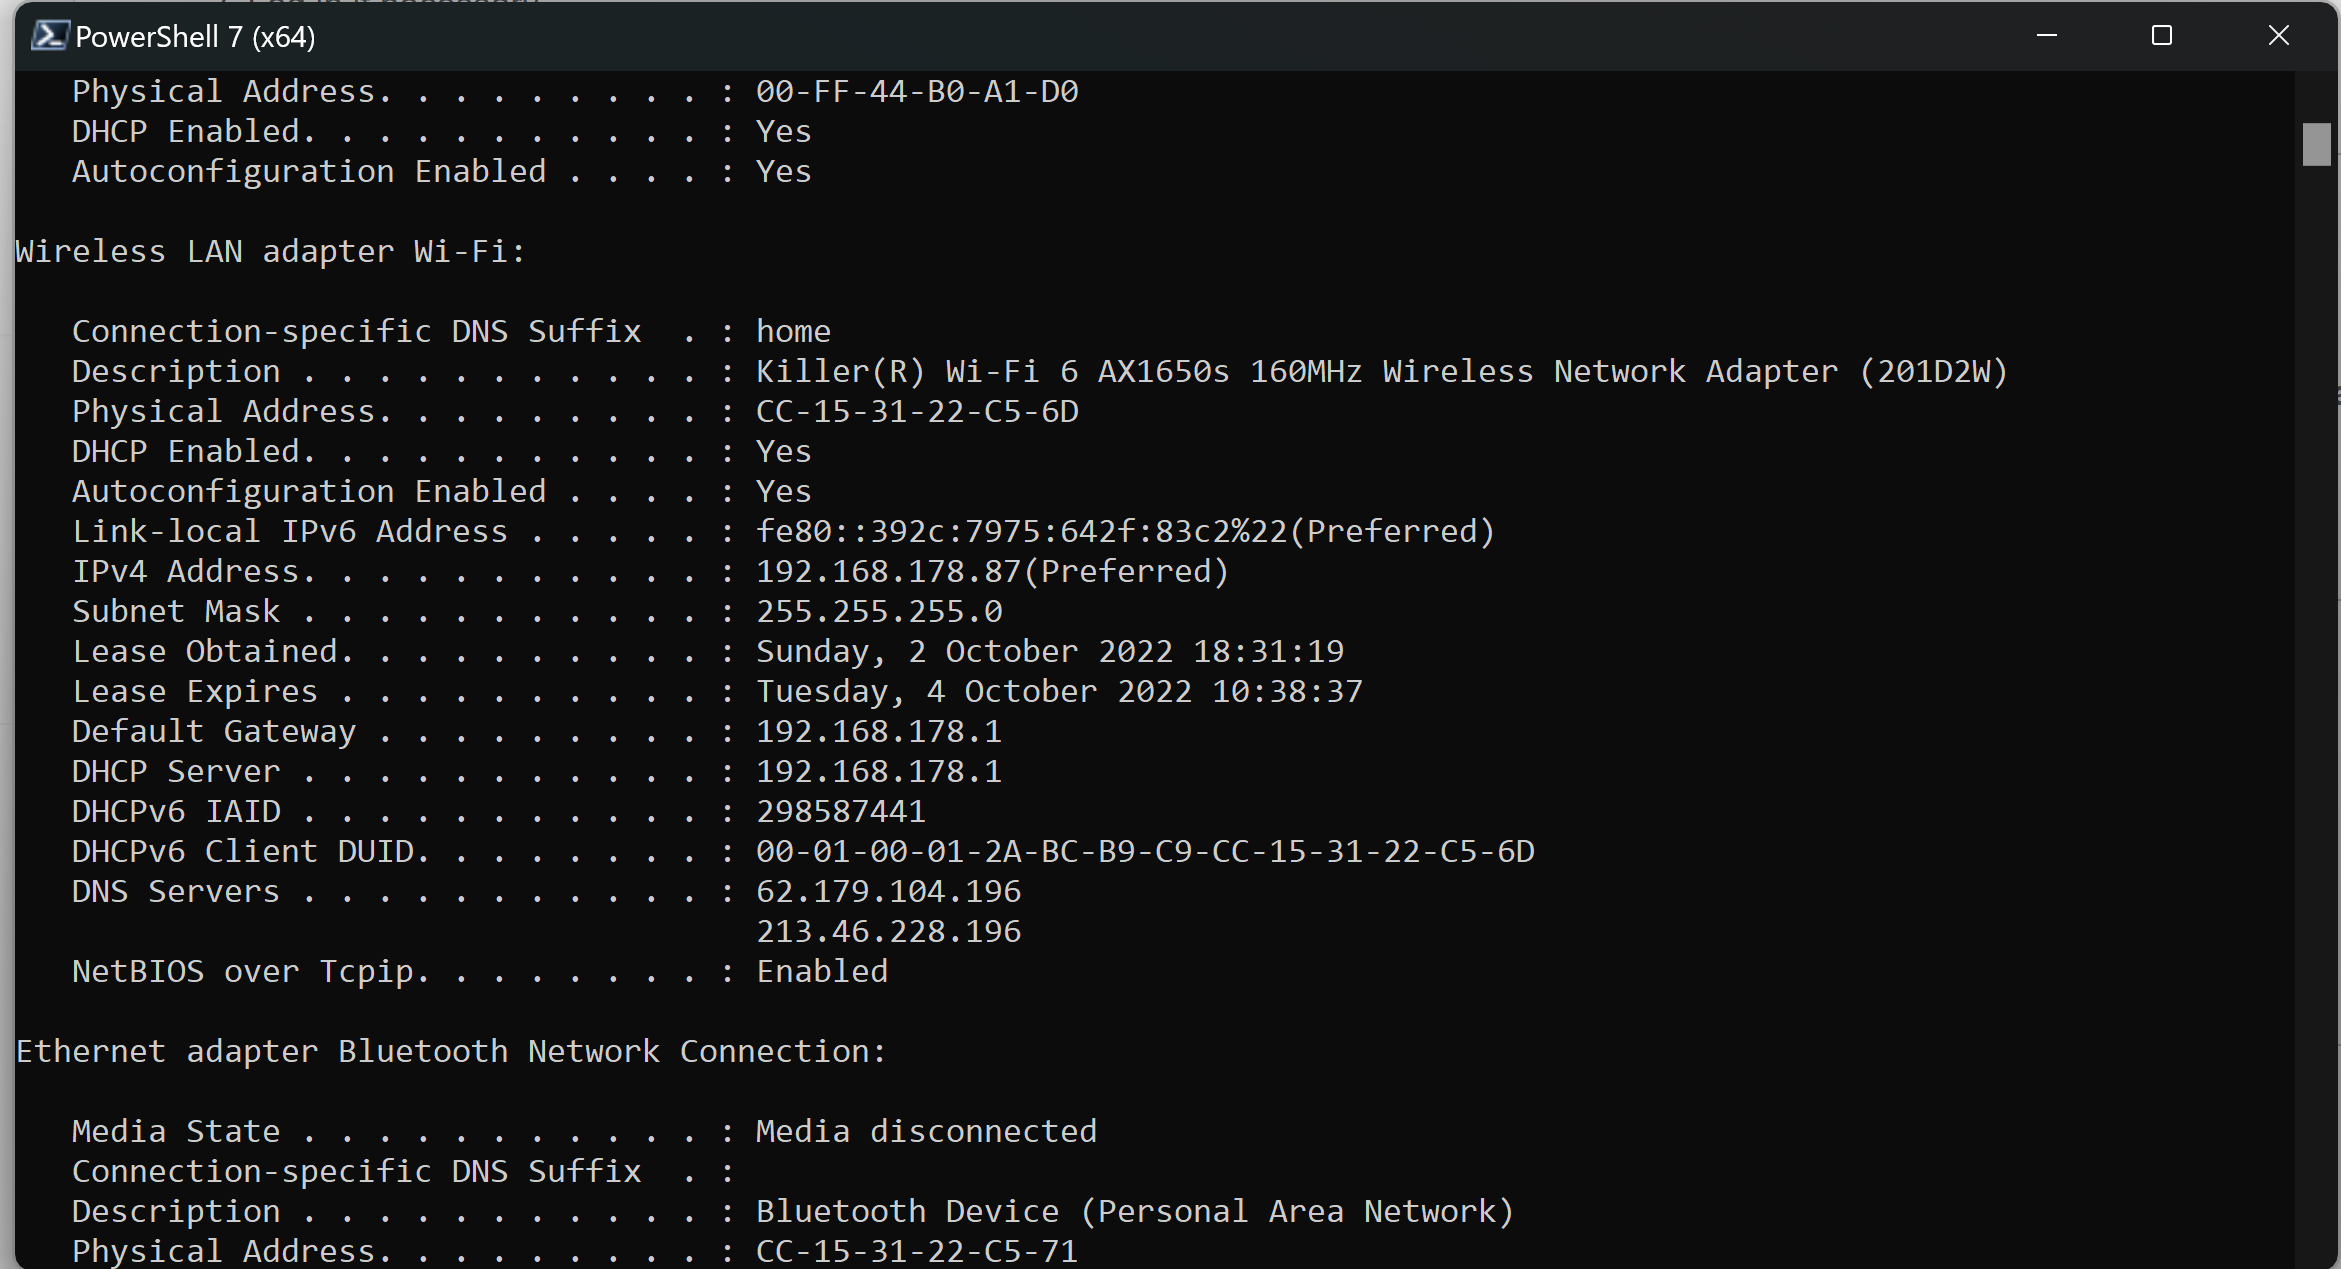 PowerShell 7 (x64)
Physical Address. . . . . . . . . : 00-FF-44-B0-A1-D0
DHCP Enabled. . . . . . . . . . . : Yes
Autoconfiguration Enabled . . . . : Yes
Wireless LAN adapter Wi-Fi:
Connection-specific DNS Suffix  . : home
Description . . . . . . . . . . . : Killer(R) Wi-Fi 6 AX1650s 160MHz Wireless Network Adapter (201D2W)
Physical Address. . . . . . . . . : CC-15-31-22-C5-6D
DHCP Enabled. . . . . . . . . . . : Yes
Autoconfiguration Enabled . . . . : Yes
Link-local IPv6 Address . . . . . : fe80::392c:7975:642f:83c2%22(Preferred)
IPv4 Address. . . . . . . . . . . : 192.168.178.87(Preferred)
Subnet Mask . . . . . . . . . . . : 255.255.255.0
Lease Obtained. . . . . . . . . . : Sunday, 2 October 2022 18:31:19
Lease Expires . . . . . . . . . . : Tuesday, 4 October 2022 10:38:37
Default Gateway . . . . . . . . . : 192.168.178.1
DHCP Server . . . . . . . . . . . : 192.168.178.1
DHCPv6 IAID . . . . . . . . . . . : 298587441
DHCPv6 Client DUID. . . . . . . . : 00-01-00-01-2A-BC-B9-C9-CC-15-31-22-C5-6D
DNS Servers . . . . . . . . . . . : 62.179.104.196
213.46.228.196
NetBIOS over Tcpip. . . . . . . . : Enabled
Ethernet adapter Bluetooth Network Connection:
Media State . . . . . . . . . . . : Media disconnected
Connection-specific DNS Suffix  . :
Description . . . . . . . . . . . : Bluetooth Device (Personal Area Network)
Physical Address. . . . . . . . . : CC-15-31-22-C5-71